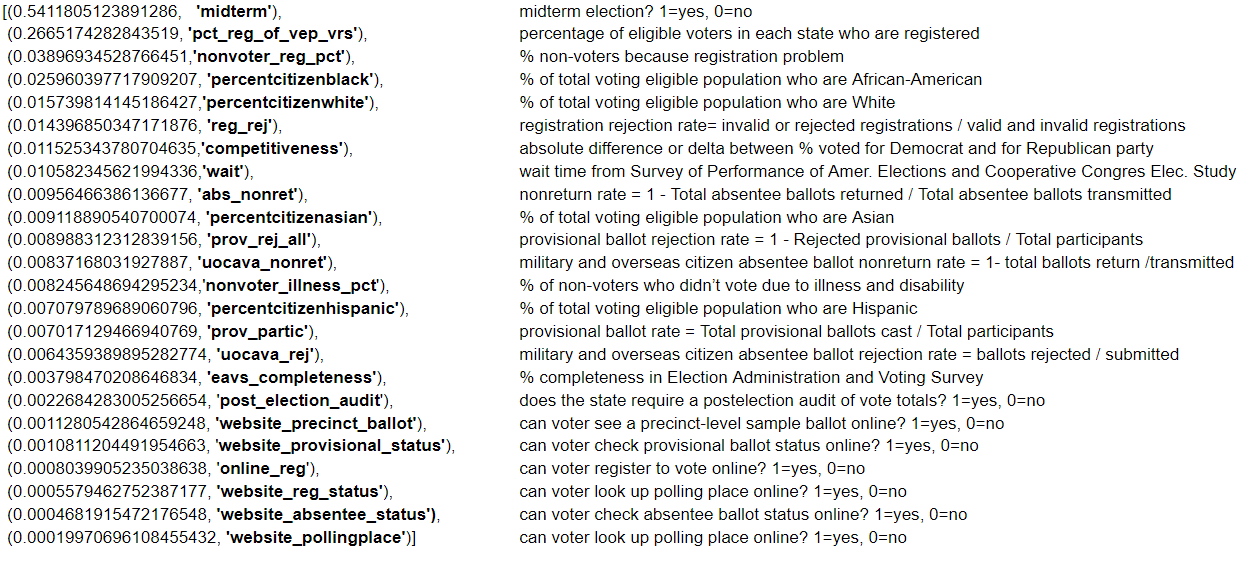 [(0.5411805123891286, 'midterm'), midterm election? 1=yes, 0=no
(0.2665174282843519, 'pct_reg_of_vep_vrs'), percentage of eligible voters in each state who are registered
(0.03896934528766451,'nonvoter_reg_pct'), % non-voters because registration problem
(0.025960397717909207, 'percentcitizenblack'), % of total voting eligible population who are African-American
(0.015739814145186427,'percentcitizenwhite'), % of total voting eligible population who are White
(0.014396850347171876, 'reg_rej'), registration rejection rate= invalid or rejected registrations / valid and invalid registrations
(0.011525343780704635,'competitiveness'), absolute difference or delta between % voted for Democrat and for Republican party
(0.010582345621994336,'wait', wait time from Survey of Performance of Amer. Elections and Cooperative Congres Elec. Study
(0.00956466386136677, 'abs_nonret'), nonreturn rate = 1 - Total absentee ballots returned / Total absentee ballots transmitted
(0.009118890540700074, 'percentcitizenasian'), % of total voting eligible population who are Asian
(0.008988312312839156, 'prov_rej_all'), provisional ballot rejection rate = 1 - Rejected provisional ballots / Total participants
(0.00837168031927887, 'uocava_nonret'), military and overseas citizen absentee ballot nonreturn rate = 1- total ballots return /transmitted
(0.008245648694295234,'nonvoter_illness_pct'), % of non-voters who didn't vote due to illness and disability
(0.007079789689060796, 'percentcitizenhispanic'), % of total voting eligible population who are Hispanic
(0.007017129466940769, 'prov_partic'), provisional ballot rate = Total provisional ballots cast / Total participants
(0.0064359389895282774, 'uocava_rej'), military and overseas citizen absentee ballot rejection rate = ballots rejected / submitted
(0.003798470208646834, 'eavs_completeness'), % completeness in Election Administration and Voting Survey
(0.0022684283005256654, 'post_election_audit'), does the state require a postelection audit of vote totals? 1=yes, 0=no
(0.0011280542864659248, 'website_precinct_ballot'), can voter see a precinct-level sample ballot online? 1=yes, 0=no
(0.0010811204491954663, 'website_provisional_status'), can voter check provisional ballot status online? 1=yes, 0=no
(0.0008039905235038638, 'online_reg'), can voter register to vote online? 1=yes, 0=no
(0.0005579462752387177, 'website_reg_status'), can voter look up polling place online? 1=yes, 0=no
(0.0004681915472176548, 'website_absentee_status'), can voter check absentee ballot status online? 1=yes, 0=no
(0.00019970696108455432, 'website_pollingplace')] can voter look up polling place online? 1=yes, 0=no